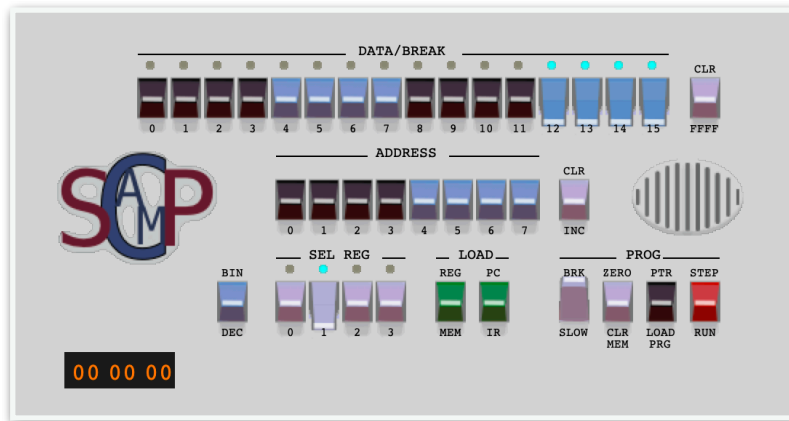 DATA/BREAK
CLR
0 1 2 3 4 5 6 7 8 9 10 11 12 13 14 15 FFFF
ADDRESS
CLR
SCAMP
0 1 2 3 4 5 6 7 INC
SEL REG LOAD PROG
BIN REG PC BRK ZERO PTR STEP
DEC 0 1 2 3 MEM IR SLOW CLR MEM LOAD PRG RUN
00 00 00